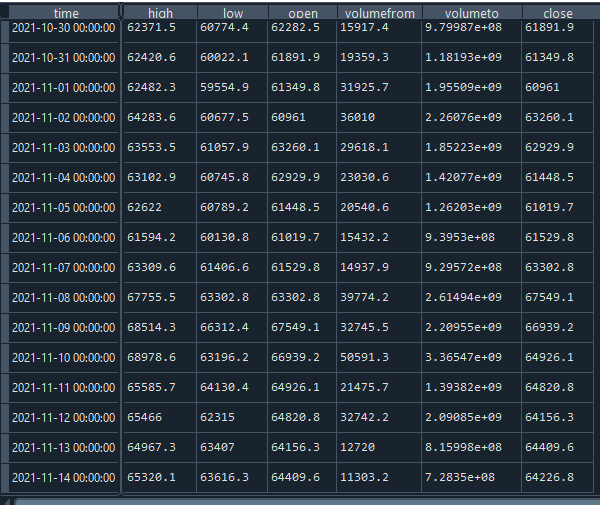 time high low open volumefrom volumeto close
2021-10-30 00:00:00 62371.5 60774.4 62282.5 15917.4 9.79987e+08 61891.9
2021-10-31 00:00:00 62420.6 60022.1 61891.9 19359.3 1.18193e+09 61349.8
2021-11-01 00:00:00 62482.3 59554.9 61349.8 31925.7 1.95509e+09 60961
2021-11-02 00:00:00 64283.6 60677.5 60961 36010 2.26076e+09 63260.1
2021-11-03 00:00:00 63553.5 61057.9 63260.1 29618.1 1.85223e+09 62929.9
2021-11-04 00:00:00 63102.9 60745.8 62929.9 23030.6 1.42077e+09 61448.5
2021-11-05 00:00:00 62622 60789.2 61448.5 20540.6 1.26203e+09 61019.7
2021-11-06 00:00:00 61594.2 60130.8 61019.7 15432.2 9.3953e+08 61529.8
2021-11-07 00:00:00 63309.6 61406.6 61529.8 14937.9 9.29572e+08 63302.8
2021-11-08 00:00:00 67755.5 63302.8 63302.8 39774.2 2.61494e+09 67549.1
2021-11-09 00:00:00 68514.3 66312.4 67549.1 32745.5 2.20955e+09 66939.2
2021-11-10 00:00:00 68978.6 63196.2 66939.2 50591.3 3.36547e+09 64926.1
2021-11-11 00:00:00 65585.7 64130.4 64926.1 21475.7 1.39382e+09 64820.8
2021-11-12 00:00:00 65466 62315 64820.8 32742.2 2.09085e+09 64156.3
2021-11-13 00:00:00 64967.3 63407 64156.3 12720 8.15998e+08 64409.6
2021-11-14 00:00:00 65320.1 63616.3 64409.6 11303.2 7.2835e+08 64226.8